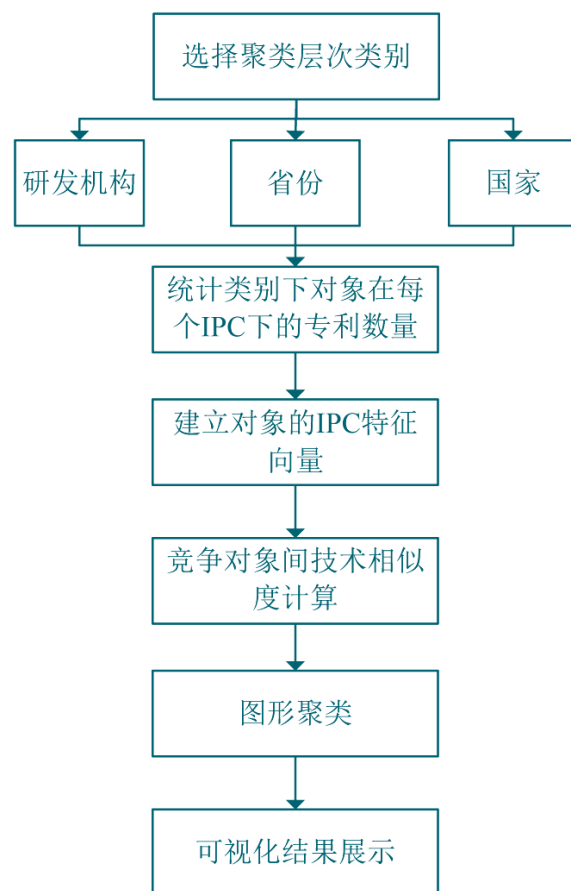 选择聚类层次类别
研发机构
省份
国家
统计类别下对象在每
个IPC下的专利数量
建立对象的IPC特征
向量
竞争对象间技术相似
度计算
图形聚类
可视化结果展示